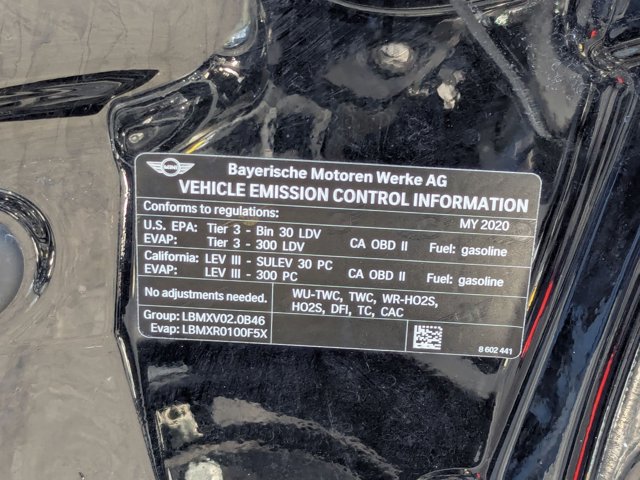 MINI
Bayerische Motoren Werke AG
VEHICLE EMISSION CONTROL INFORMATION
Conforms to regulations: MY 2020
U.S. EPA: Tier 3 - Bin 30 LDV
EVAP: Tier 3 - 300 LDV CA OBD II Fuel: gasoline
California: LEV III - SULEV 30 PC
EVAP: LEV III - 300 PC CA OBD II Fuel: gasoline
No adjustments needed.
Group: LBMXV02.0B46
Evap: LBMXR0100F5X
WU-TWC, TWC, WR-HO2S,
HO2S, DFI, TC, CAC
8 602 441